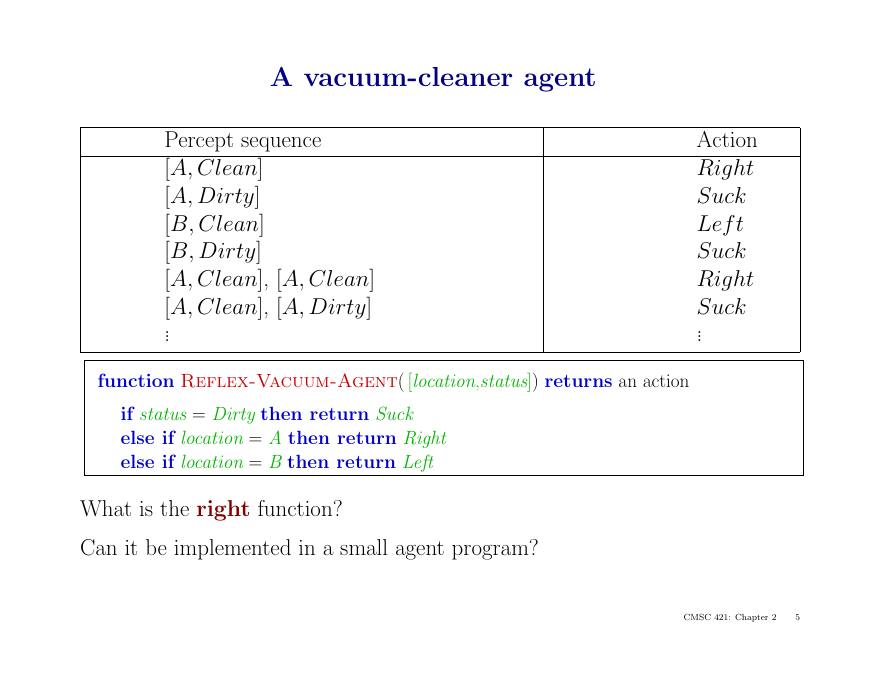 A vacuum-cleaner agent
Percept sequence Action
[A, Clean] Right
[A, Dirty] Suck
[B, Clean] Left
[B, Dirty] Suck
[A, Clean], [A, Clean] Right
[A, Clean], [A, Dirty] Suck
⋮ ⋮
function Reflex-Vacuum-Agent( [location,status]) returns an action
if status = Dirty then return Suck
else if location = A then return Right
else if location = B then return Left
What is the right function?
Can it be implemented in a small agent program?
CMSC 421: Chapter 2 5